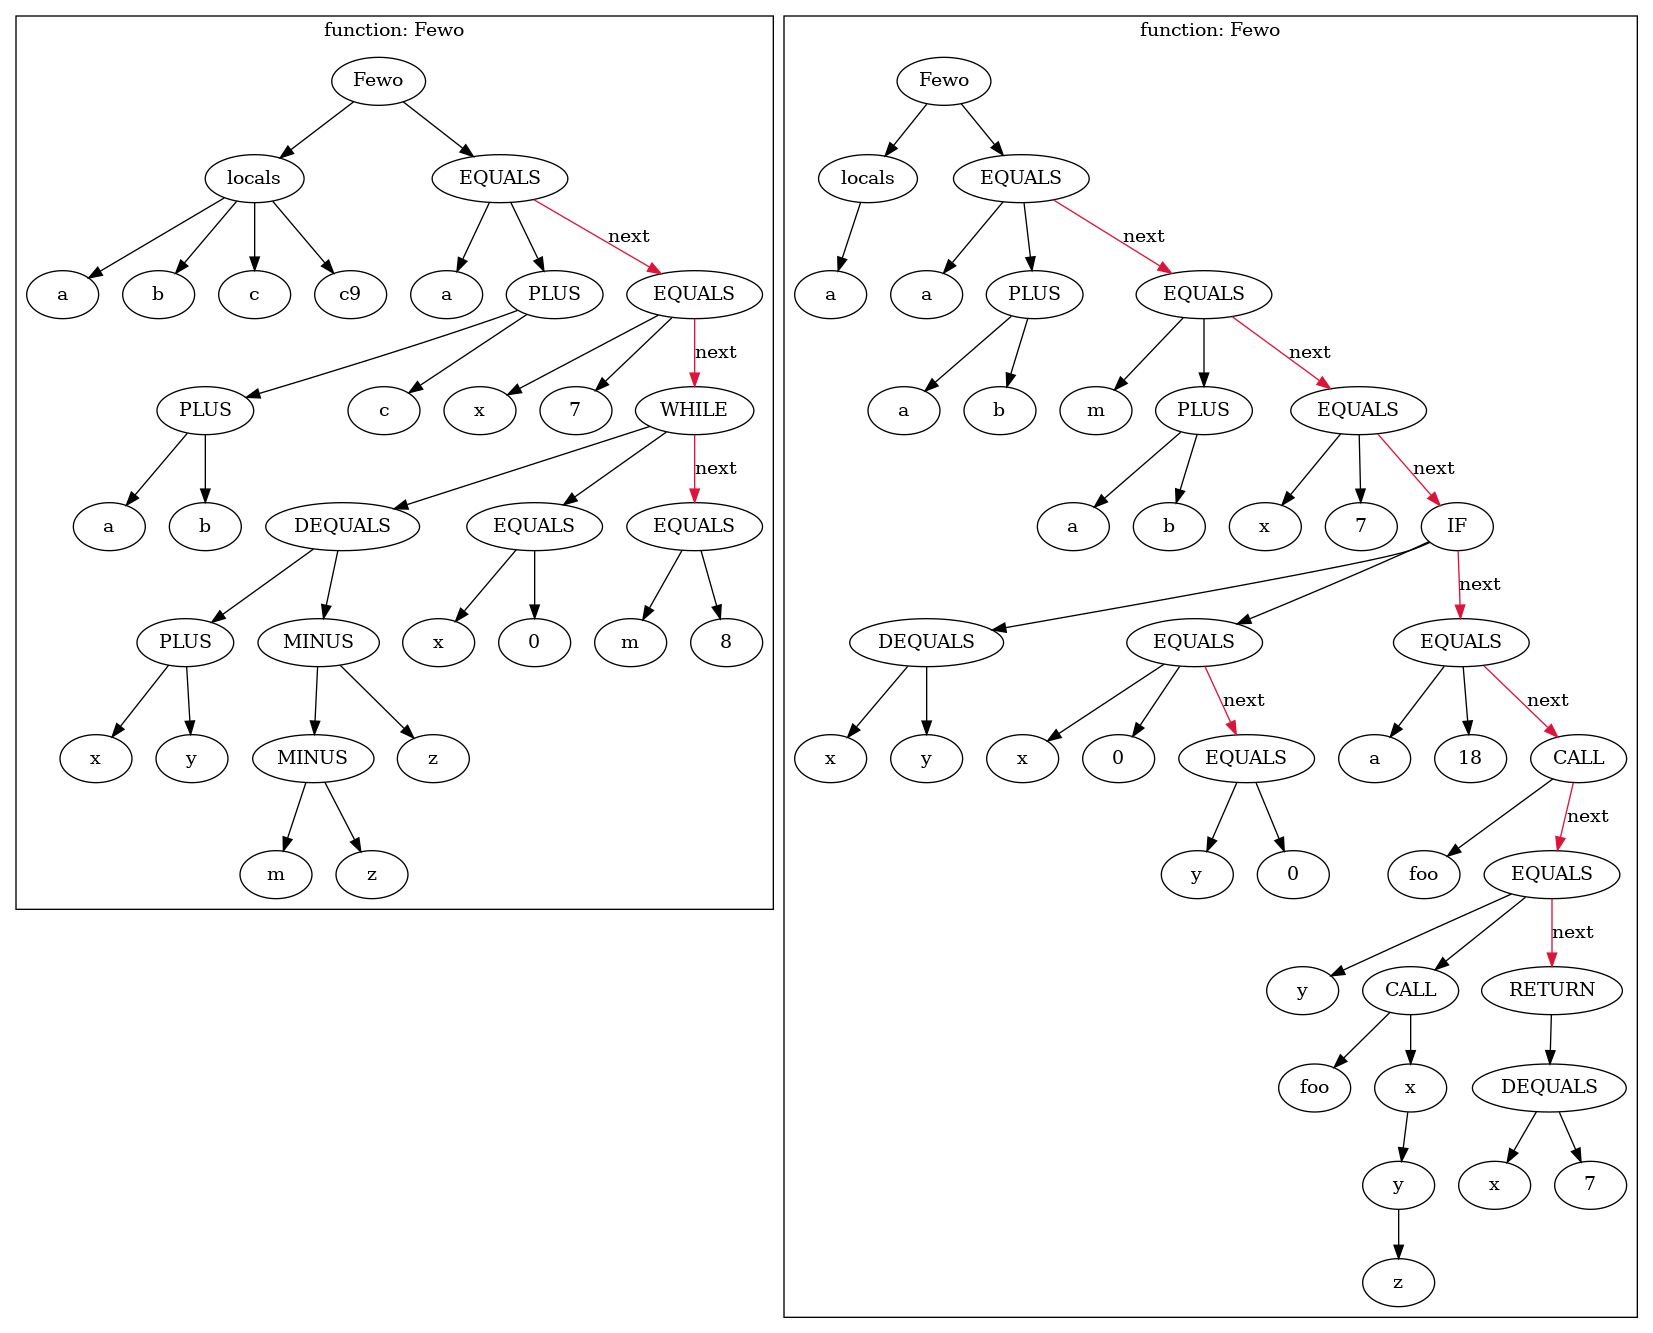 function: Fewo
Fewo
locals
EQUALS
next
a
b
c
c9
a
PLUS
EQUALS
next
PLUS
c
x
7
WHILE
next
a
b
DEQUALS
EQUALS
EQUALS
PLUS
MINUS
x
0
m
8
x
y
MINUS
z
m
z
function: Fewo
Fewo
locals
EQUALS
next
a
a
PLUS
EQUALS
next
a
b
m
PLUS
EQUALS
next
a
b
x
7
IF
next
DEQUALS
EQUALS
EQUALS
next
next
x
y
x
0
EQUALS
a
18
CALL
next
y
0
foo
EQUALS
next
y
CALL
RETURN
foo
x
DEQUALS
y
x
7
z